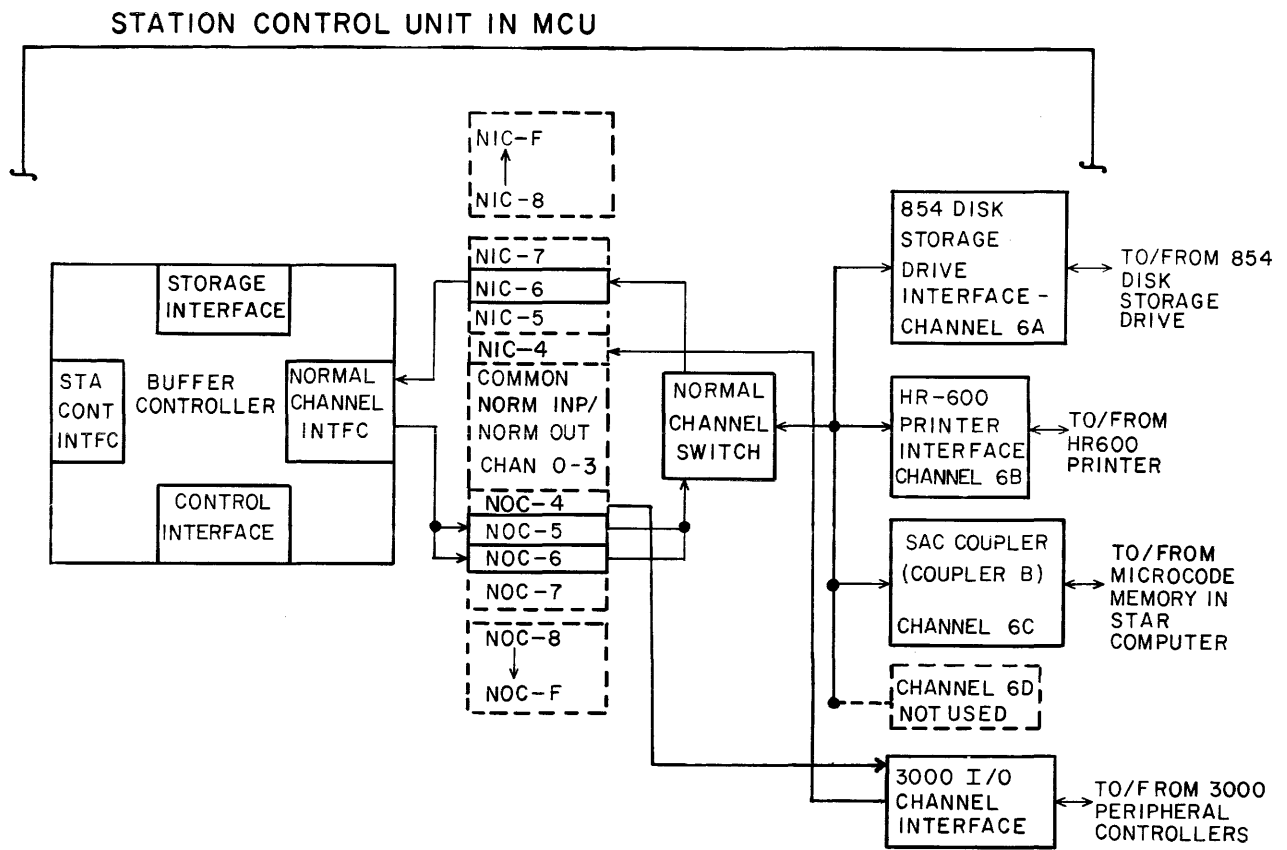 STATION CONTROL UNIT IN MCU
STORAGE
INTERFACE
STA
CONT
INTFC
BUFFER
CONTROLLER
NORMAL
CHANNEL
INTFC
CONTROL
INTERFACE
NIC-F
NIC-8
NIC-7
NIC-6
NIC-5
NIC-4
COMMON
NORM INP/
NORM OUT
CHAN 0-3
NOC-4
NOC-5
NOC-6
NOC-7
NOC-8
NOC-F
NORMAL
CHANNEL
SWITCH
854 DISK
STORAGE
DRIVE
INTERFACE-
CHANNEL 6A
TO/FROM 854
DISK
STORAGE
DRIVE
HR-600
PRINTER
INTERFACE
CHANNEL 6B
TO/FROM
HR600
PRINTER
SAC COUPLER
(COUPLER B)
CHANNEL 6C
TO/FROM
MICROCODE
MEMORY IN
STAR
COMPUTER
CHANNEL 6D
NOT USED
3000 I/O
CHANNEL
INTERFACE
TO/FROM 3000
PERIPHERAL
CONTROLLERS